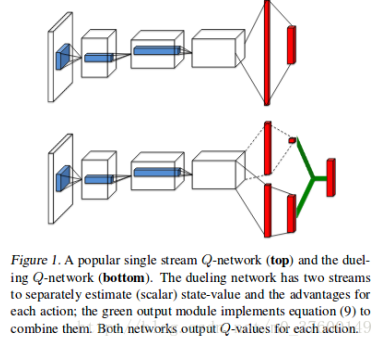 Figure 1. A popular single stream Q-network (top) and the duel-
ing Q-network (bottom). The dueling network has two streams
to separately estimate (scalar) state-value and the advantages for
each action; the green output module implements equation (9) to
combine them. Both networks output Q-values for each action.